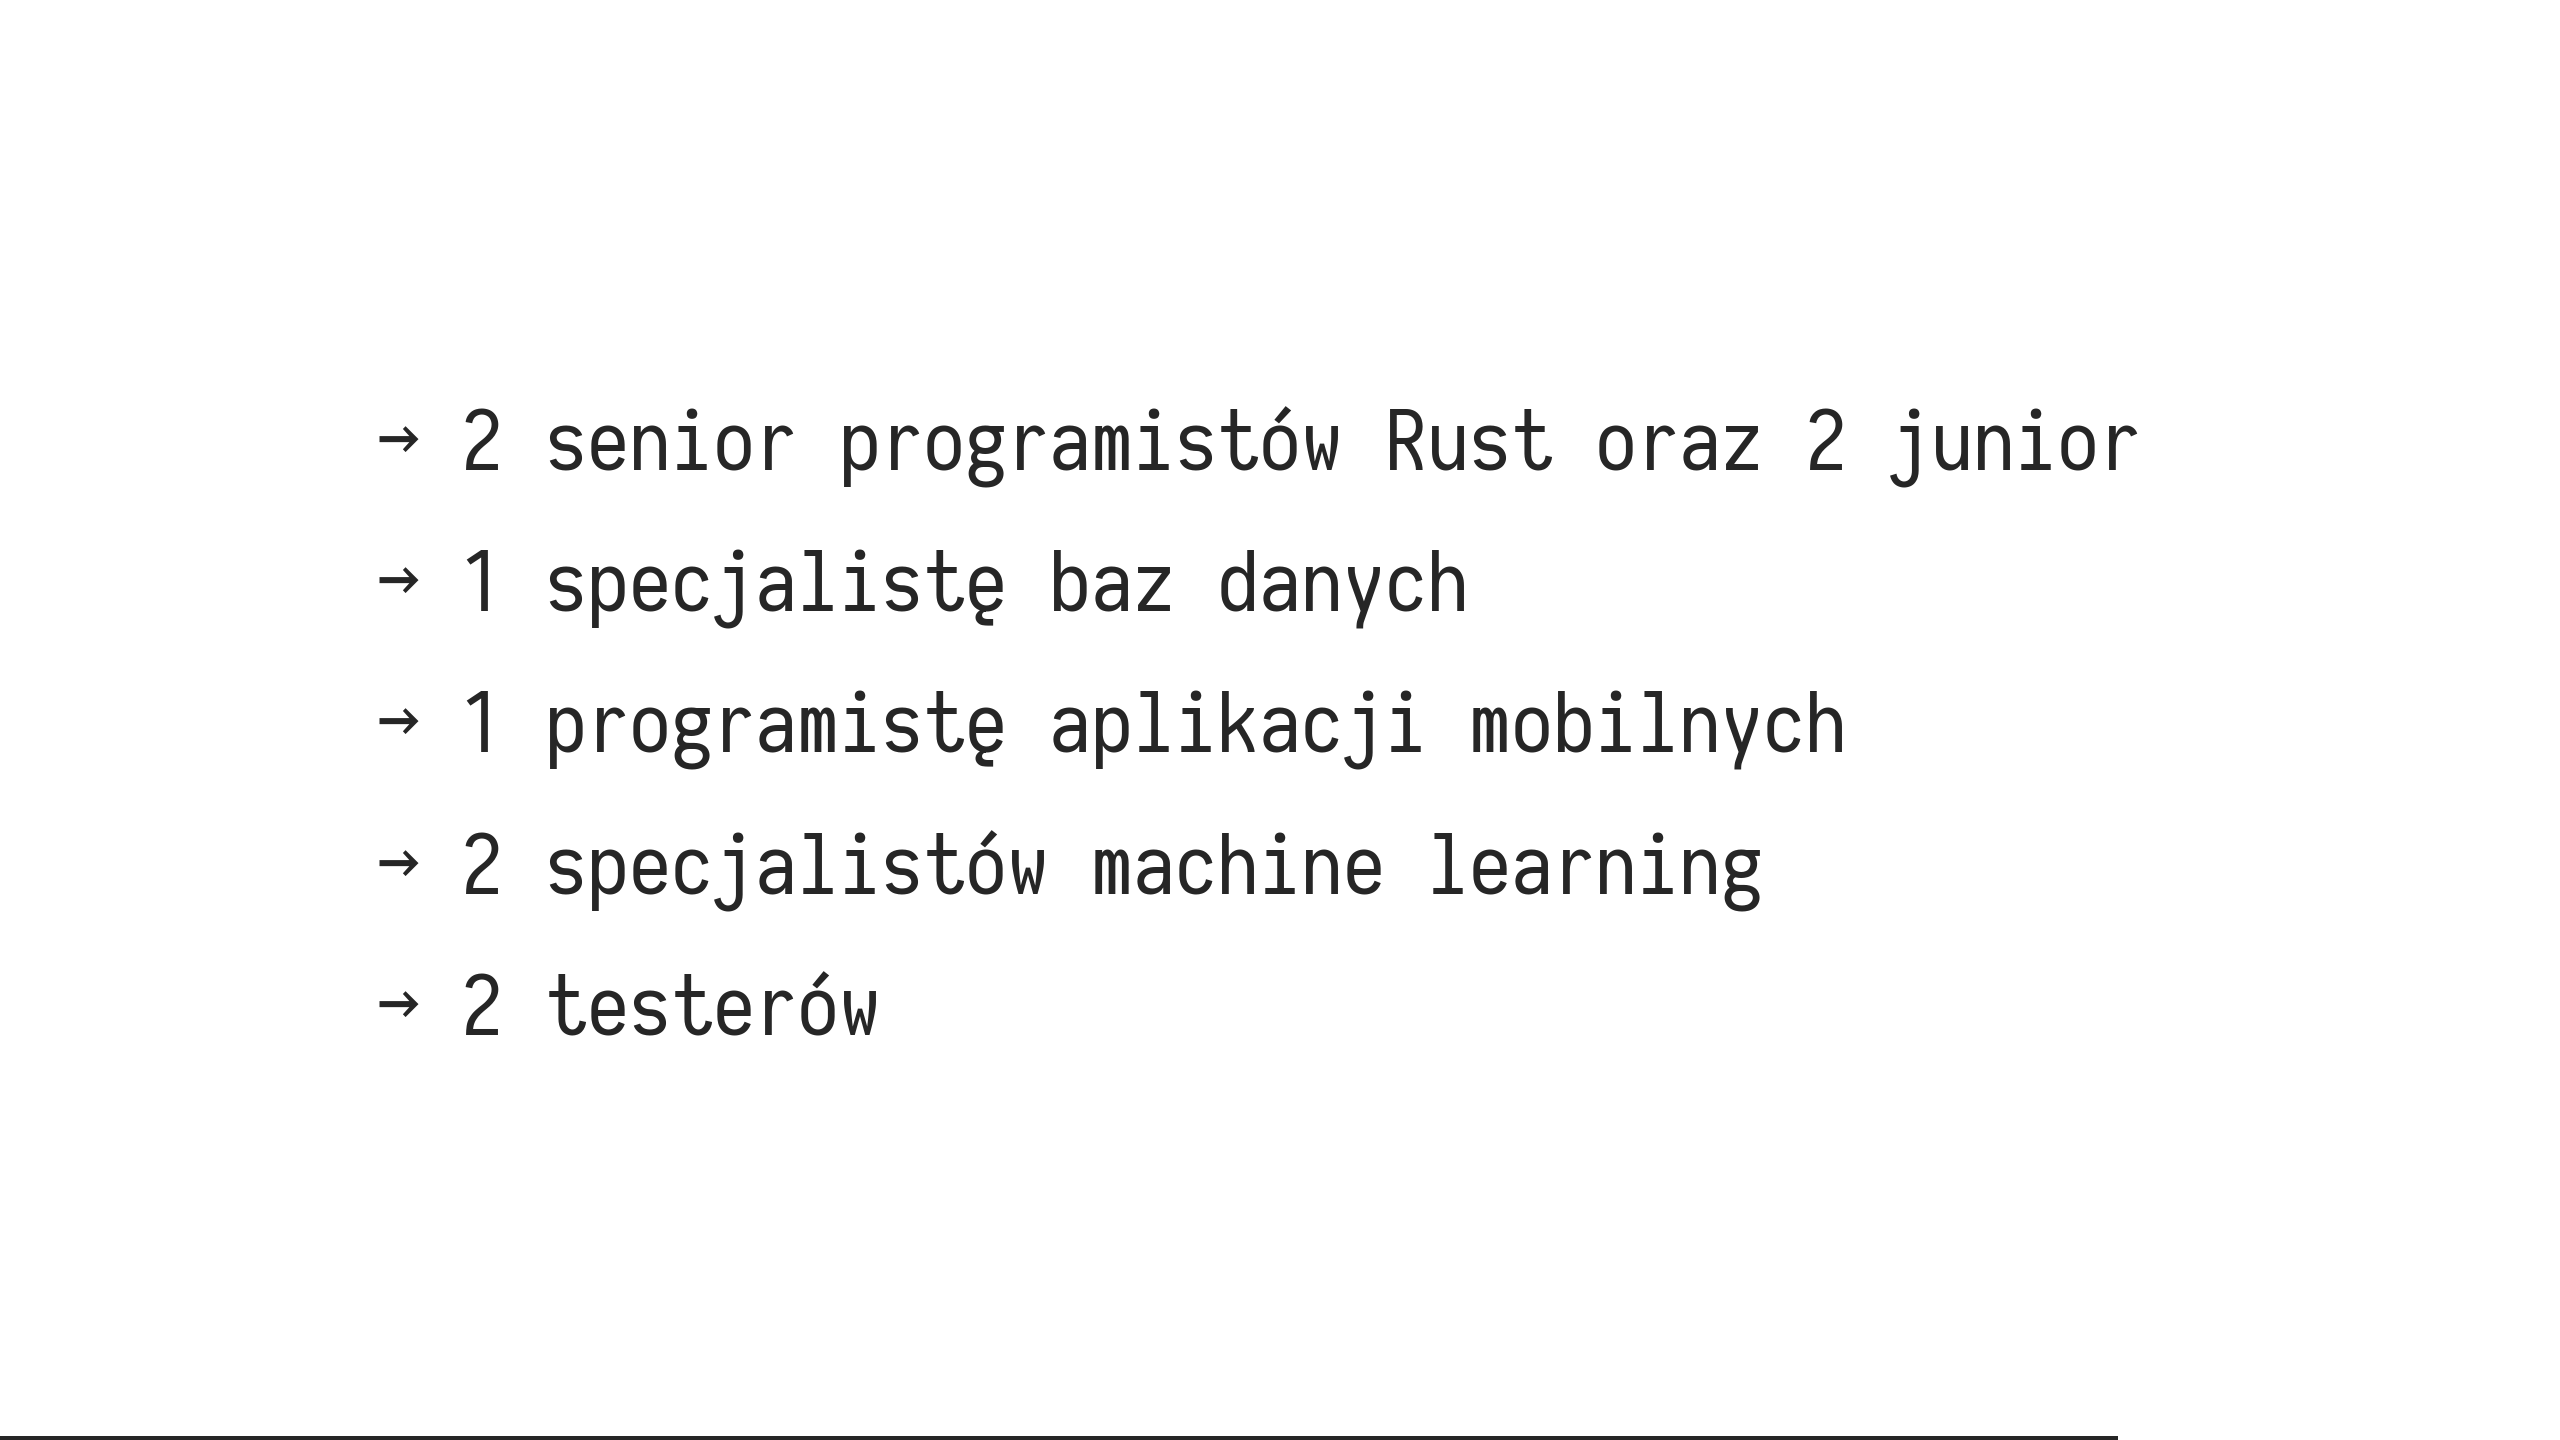 → 2 senior programistów Rust oraz 2 junior
→ 1 specjalistę baz danych
→ 1 programistę aplikacji mobilnych
→ 2 specjalistów machine learning
→ 2 testerów